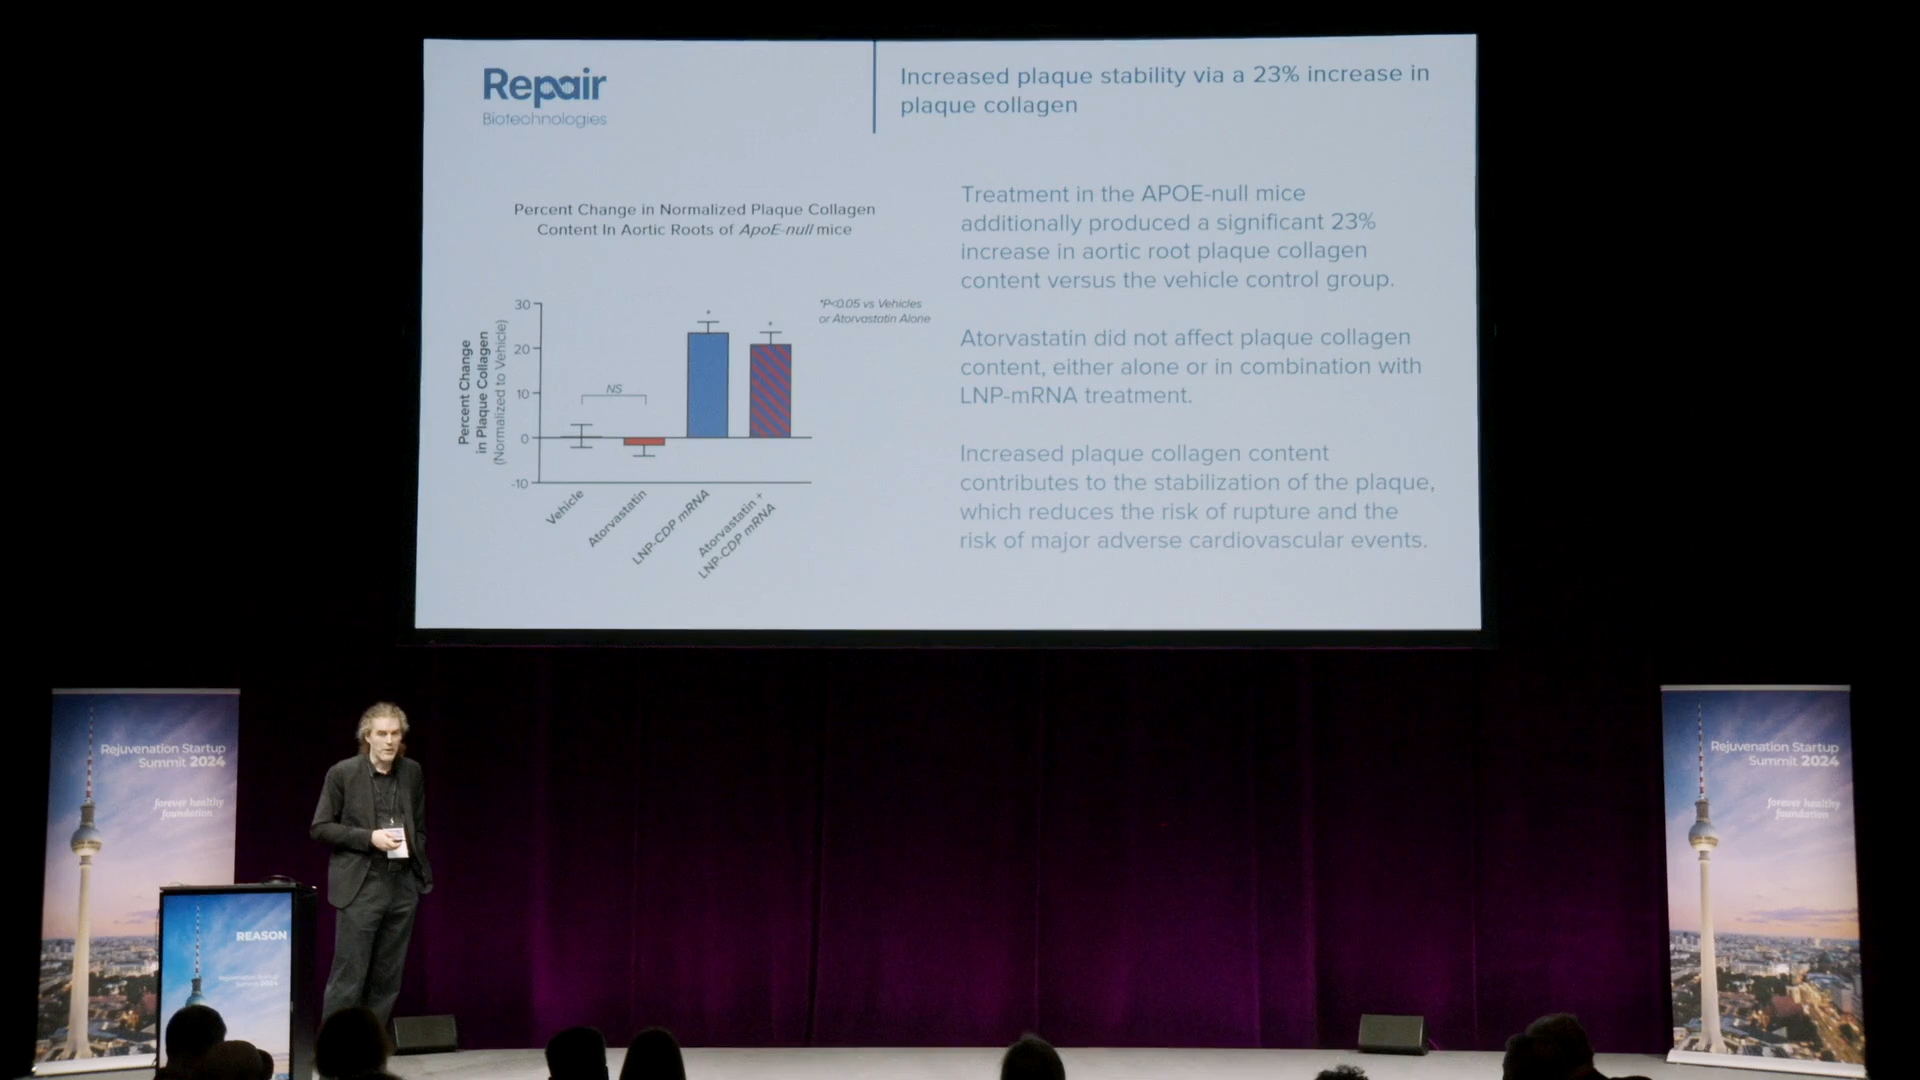 Repair
Biotechnologies
Increased plaque stability via a 23% increase in
plaque collagen
Percent Change in Normalized Plaque Collagen
Content In Aortic Roots of ApoE-null mice
*P<0.05 vs Vehicles
or Atorvastatin Alone
Percent Change
in Plaque Collagen
(Normalized to Vehicle)
30
20
10
0
-10
NS
*
*
Vehicle
Atorvastatin
LNP-CDP mRNA
Atorvastatin +
LNP-CDP mRNA
Treatment in the APOE-null mice
additionally produced a significant 23%
increase in aortic root plaque collagen
content versus the vehicle control group.
Atorvastatin did not affect plaque collagen
content, either alone or in combination with
LNP-mRNA treatment.
Increased plaque collagen content
contributes to the stabilization of the plaque,
which reduces the risk of rupture and the
risk of major adverse cardiovascular events.
Rejuvenation Startup
Summit 2024
forever healthy
foundation
REASON
Rejuvenation Startup
Summit 2024
Rejuvenation Startup
Summit 2024
forever healthy
foundation